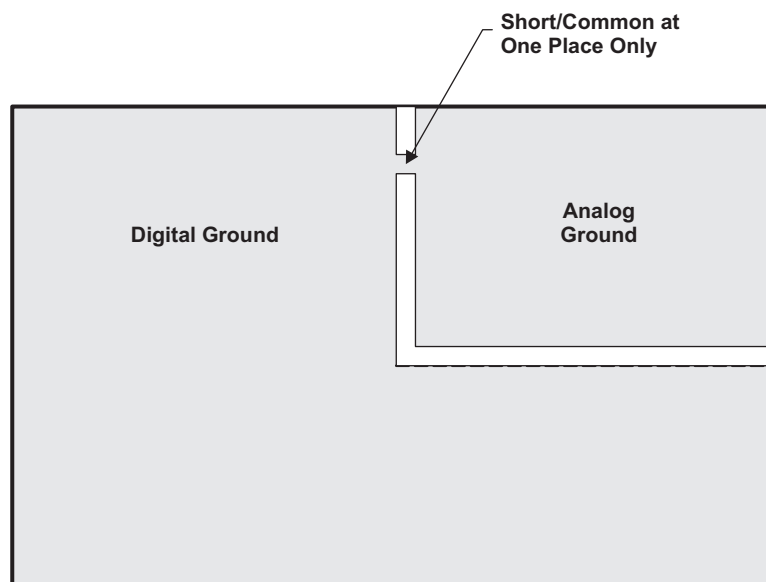 Short/Common at
One Place Only
Digital Ground
Analog
Ground